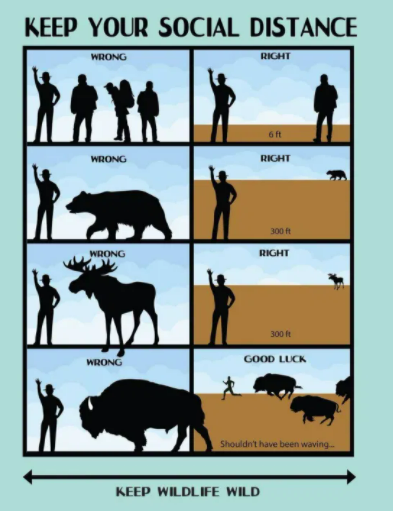 KEEP YOUR SOCIAL DISTANCE
WRONG
RIGHT
6 ft
WRONG
RIGHT
300 ft
WRONG
RIGHT
300 ft
WRONG
GOOD LUCK
Shouldn't have been waving...
KEEP WILDLIFE WILD